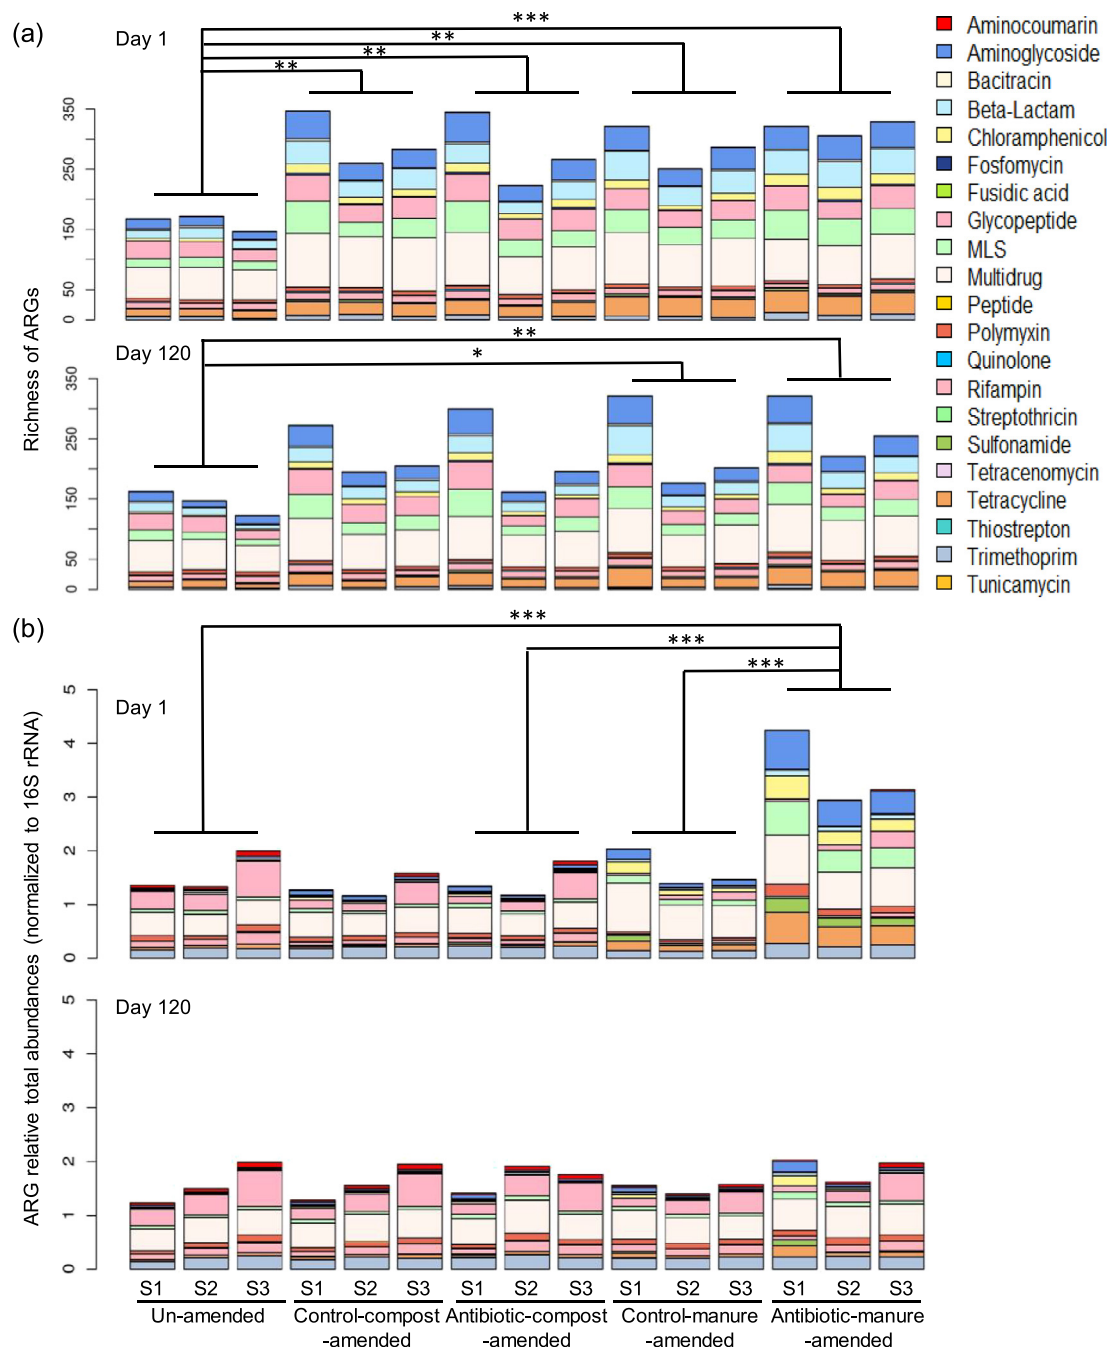 (a)
Day 1
***
**
**
**
350
250
150
50
0
Richness of ARGs
Day 120
**
*
350
250
150
50
0
Aminocoumarin
Aminoglycoside
Bacitracin
Beta-Lactam
Chloramphenicol
Fosfomycin
Fusidic acid
Glycopeptide
MLS
Multidrug
Peptide
Polymyxin
Quinolone
Rifampin
Streptothricin
Sulfonamide
Tetracenomycin
Tetracycline
Thiostrepton
Trimethoprim
Tunicamycin
(b)
***
***
***
Day 1
5
4
3
2
1
0
ARG relative total abundances (normalized to 16S rRNA)
Day 120
5
4
3
2
1
0
S1 S2 S3 S1 S2 S3 S1 S2 S3 S1 S2 S3 S1 S2 S3
Un-amended Control-compost Antibiotic-compost Control-manure Antibiotic-manure
-amended -amended -amended -amended